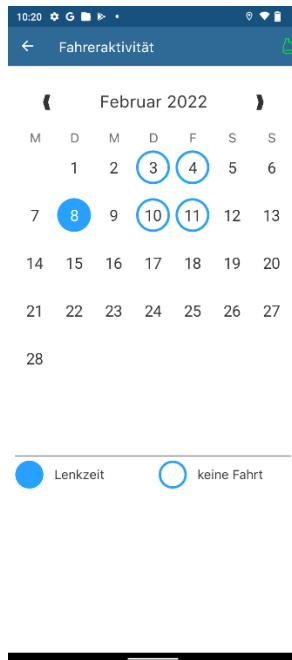 10:20 G
Fahreraktivität
Februar 2022
M D M D F S S
1 2 3 4 5 6
7 8 9 10 11 12 13
14 15 16 17 18 19 20
21 22 23 24 25 26 27
28
Lenkzeit keine Fahrt